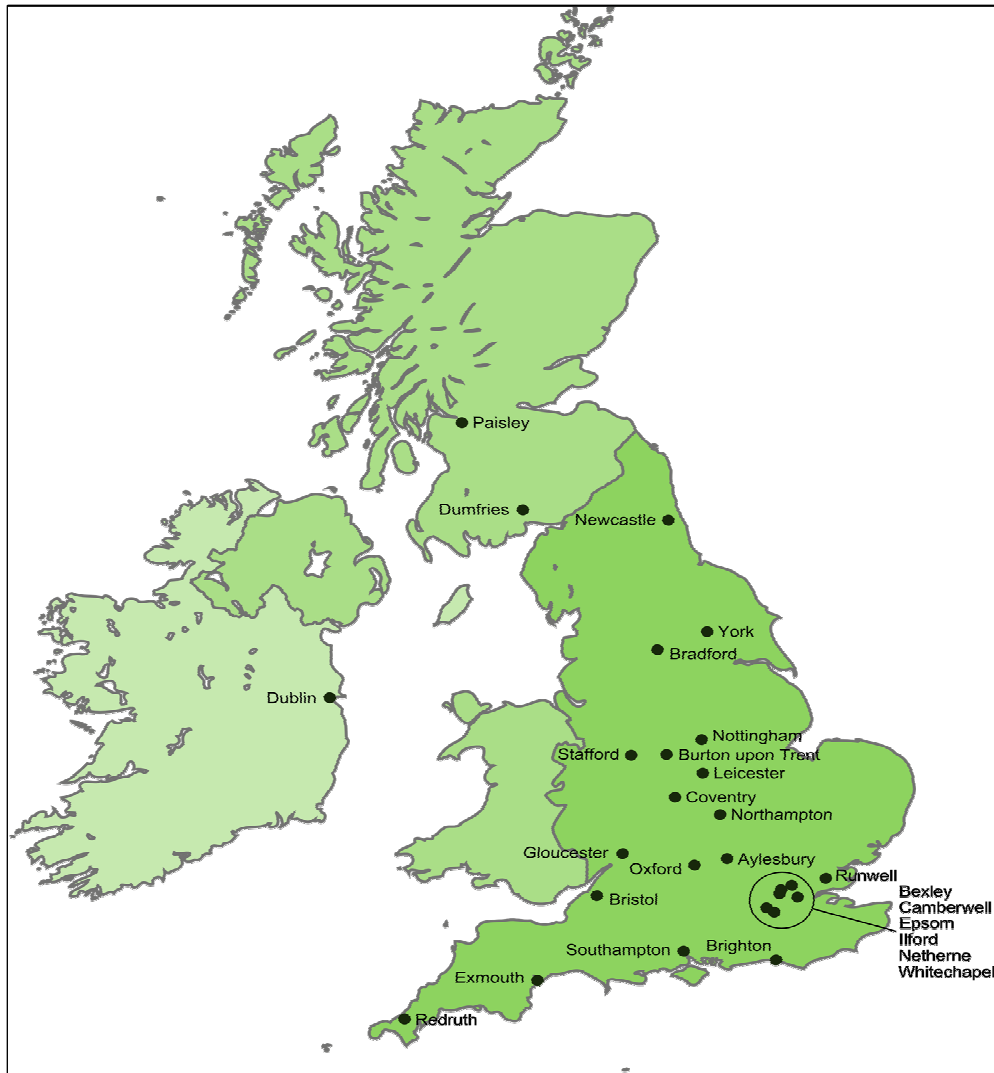 Paisley
Dumfries
Newcastle
York
Bradford
Dublin
Nottingham
Stafford
Burton upon Trent
Leicester
Coventry
Northampton
Gloucester
Oxford
Aylesbury
Runwell
Bristol
Bexley
Camberwell
Epsom
Ilford
Netherne
Whitechapel
Southampton
Brighton
Exmouth
Redruth